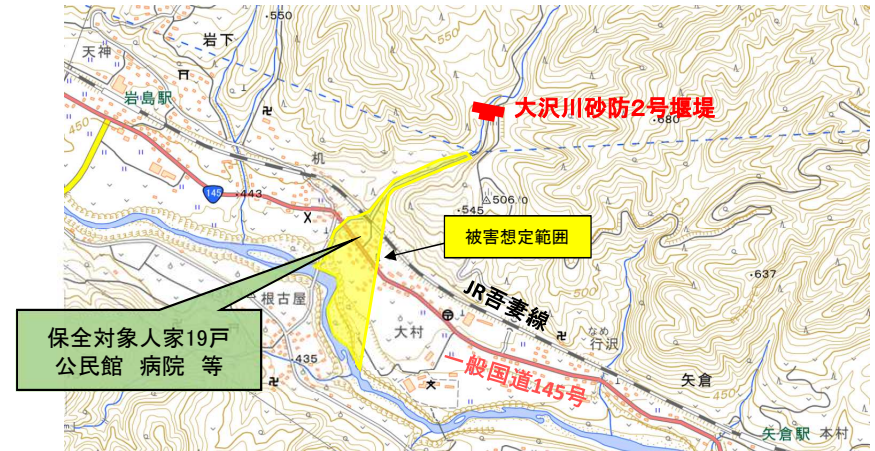 ・550
岩下
550
天神
岩島駅
450
大沢川砂防2号堰堤
・680
机
145
・443
△506.0
・545
被害想定範囲
JR吾妻線
・637
根古屋
保全対象人家19戸
公民館 病院 等
大村
なめ
行沢
・435
一般国道145号
矢倉
450
矢倉駅
本村